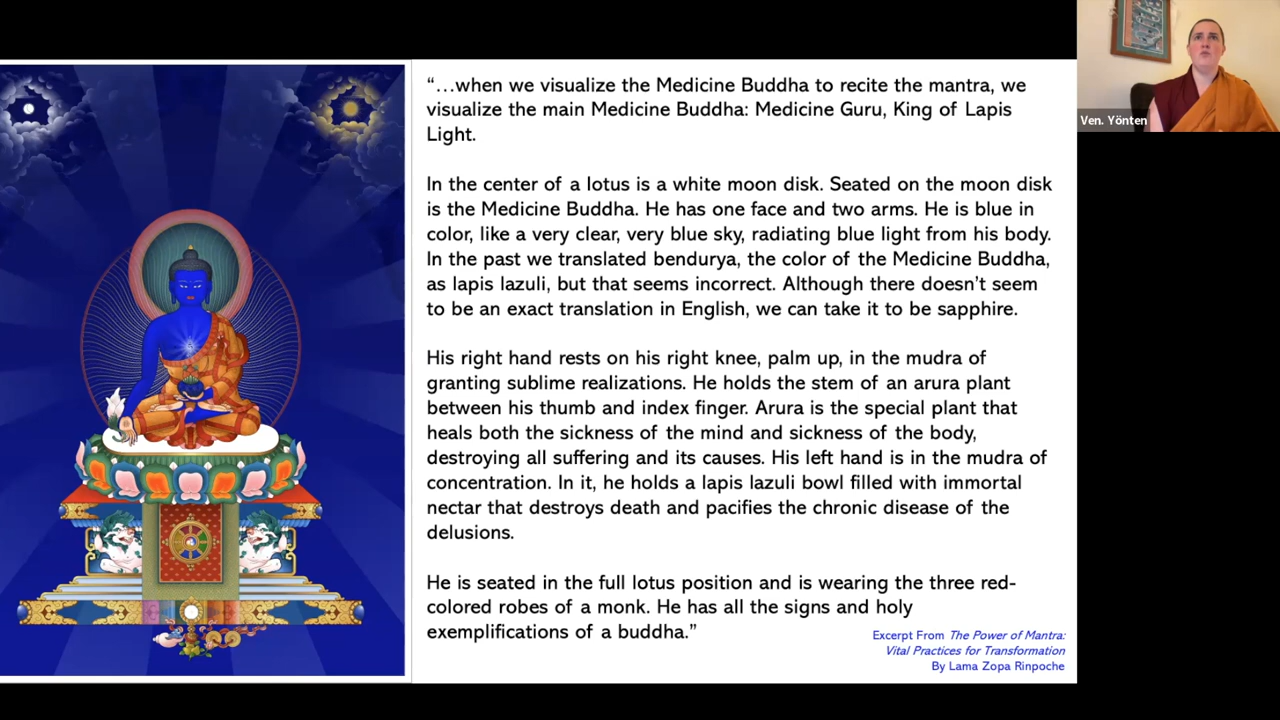 “…when we visualize the Medicine Buddha to recite the mantra, we
visualize the main Medicine Buddha: Medicine Guru, King of Lapis
Light.
In the center of a lotus is a white moon disk. Seated on the moon disk
is the Medicine Buddha. He has one face and two arms. He is blue in
color, like a very clear, very blue sky, radiating blue light from his body.
In the past we translated bendurya, the color of the Medicine Buddha,
as lapis lazuli, but that seems incorrect. Although there doesn’t seem
to be an exact translation in English, we can take it to be sapphire.
His right hand rests on his right knee, palm up, in the mudra of
granting sublime realizations. He holds the stem of an arura plant
between his thumb and index finger. Arura is the special plant that
heals both the sickness of the mind and sickness of the body,
destroying all suffering and its causes. His left hand is in the mudra of
concentration. In it, he holds a lapis lazuli bowl filled with immortal
nectar that destroys death and pacifies the chronic disease of the
delusions.
He is seated in the full lotus position and is wearing the three red-
colored robes of a monk. He has all the signs and holy
exemplifications of a buddha.”
Excerpt From The Power of Mantra:
Vital Practices for Transformation
By Lama Zopa Rinpoche
Ven. Yönten